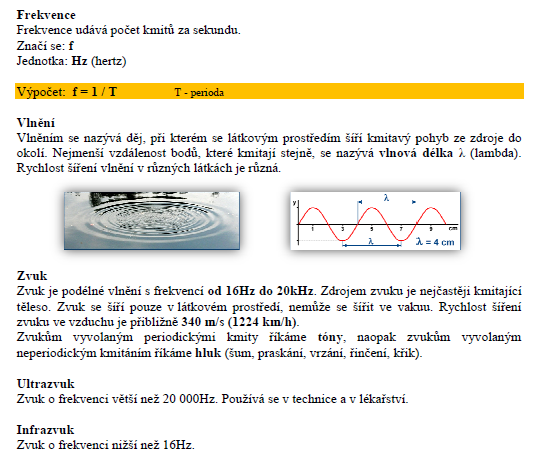 Frekvence
Frekvence udává počet kmitů za sekundu.
Značí se: f
Jednotka: Hz (hertz)
Výpočet: f = 1 / T T - perioda
Vlnění
Vlněním se nazývá děj, při kterém se látkovým prostředím šíří kmitavý pohyb ze zdroje do
okolí. Nejmenší vzdálenost bodů, které kmitají stejně, se nazývá vlnová délka λ (lambda).
Rychlost šíření vlnění v různých látkách je různá.
y λ
1 3 5 7 9 cm
λ λ = 4 cm
Zvuk
Zvuk je podélné vlnění s frekvencí od 16Hz do 20kHz. Zdrojem zvuku je nejčastěji kmitající
těleso. Zvuk se šíří pouze v látkovém prostředí, nemůže se šířit ve vakuu. Rychlost šíření
zvuku ve vzduchu je přibližně 340 m/s (1224 km/h).
Zvukům vyvolaným periodickými kmity říkáme tóny, naopak zvukům vyvolaným
neperiodickým kmitáním říkáme hluk (šum, praskání, vrzání, řinčení, křik).
Ultrazvuk
Zvuk o frekvenci větší než 20 000Hz. Používá se v technice a v lékařství.
Infrazvuk
Zvuk o frekvenci nižší než 16Hz.